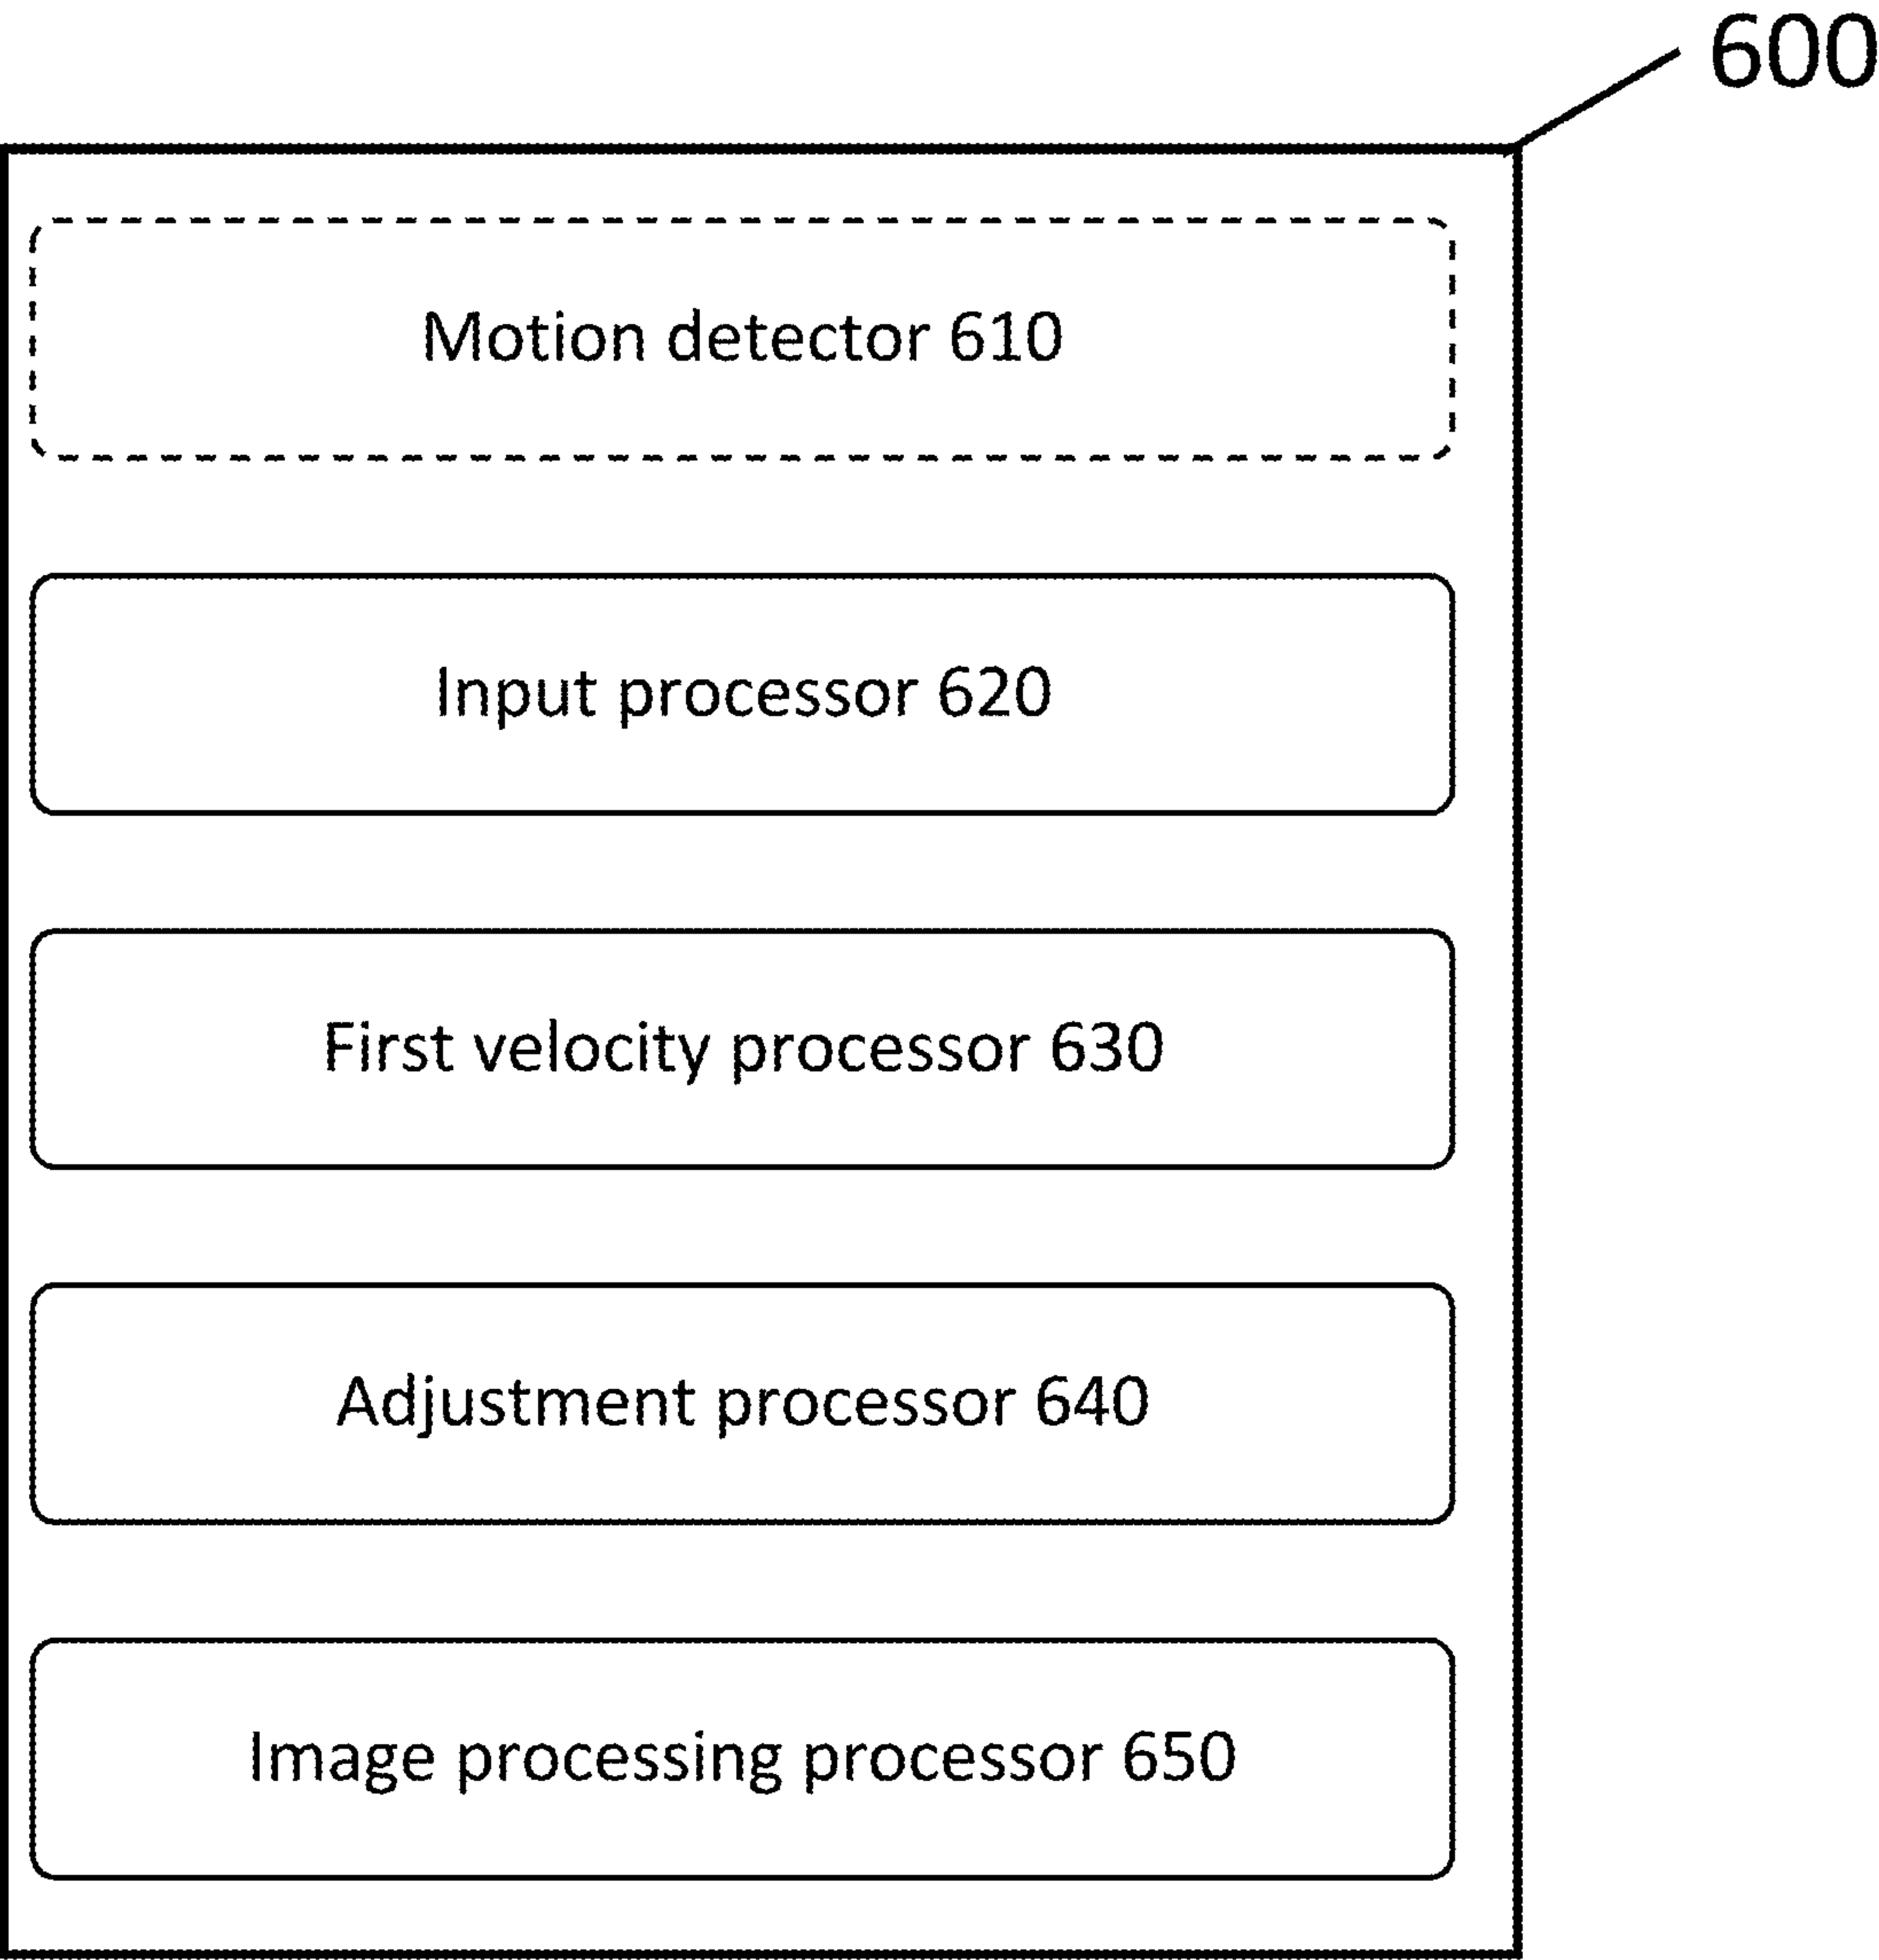 600
Motion detector 610
Input processor 620
First velocity processor 630
Adjustment processor 640
Image processing processor 650